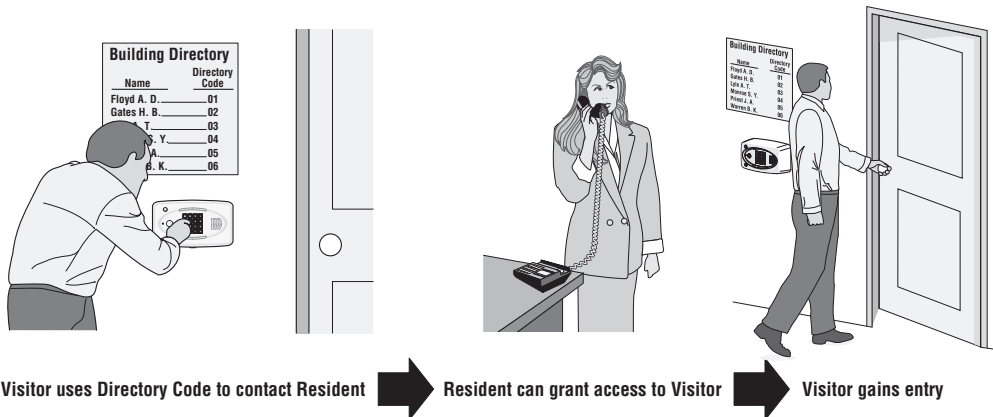 Building Directory
Name Directory Code
Floyd A. D. 01
Gates H. B. 02
A. T. 03
S. Y. 04
A. 05
B. K. 06
Building Directory
Name Directory Code
Floyd A. D. 01
Gates H. B. 02
Lyle A. T. 03
Monroe S. Y. 04
Priest J. A. 05
Warren B. K. 06
Visitor uses Directory Code to contact Resident
Resident can grant access to Visitor
Visitor gains entry